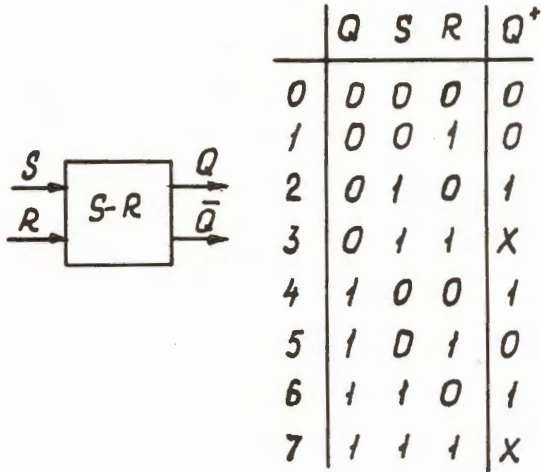 S
R
S-R
Q
Q̄
Q S R Q⁺
0 0 0 0 0
1 0 0 1 0
2 0 1 0 1
3 0 1 1 X
4 1 0 0 1
5 1 0 1 0
6 1 1 0 1
7 1 1 1 X